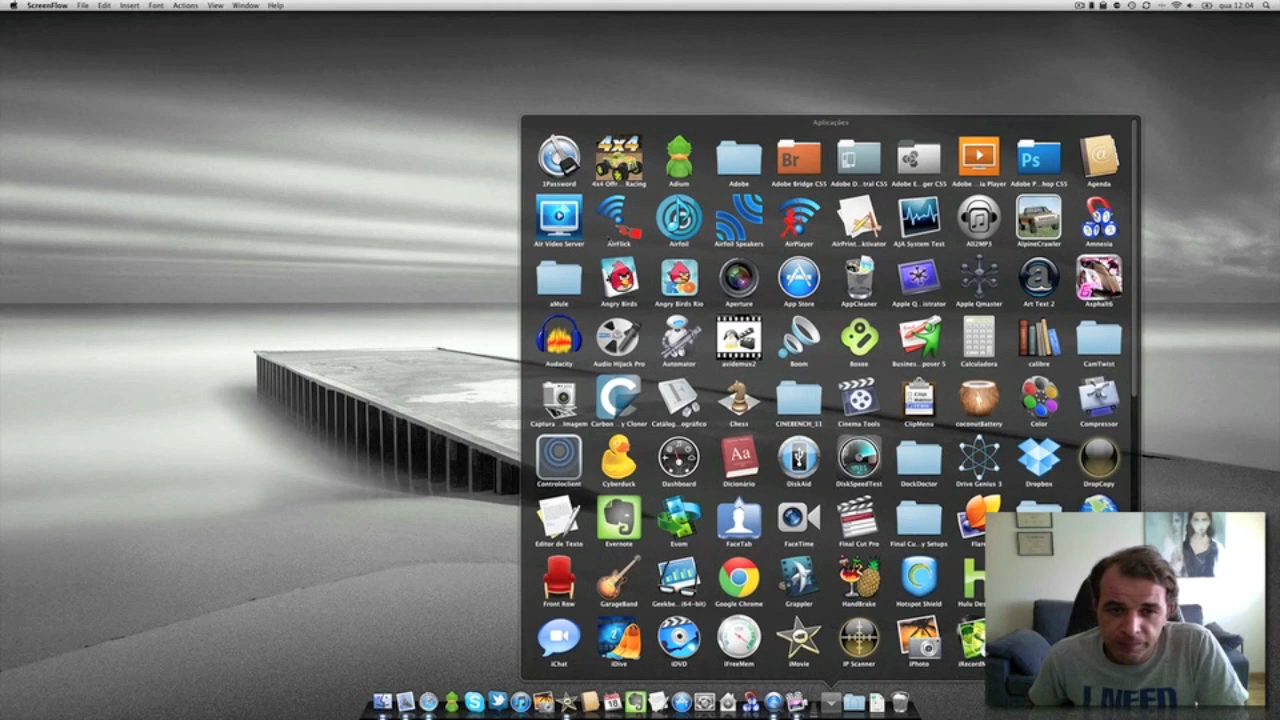 ScreenFlow File Edit Insert Font Actions View Window Help qua 12:04
Aplicações
1Password 4x4 Offr... Racing Adium Adobe Adobe Bridge CS5 Adobe D...tral CS5 Adobe E...ger CS5 Adobe ...ia Player Adobe P...hop CS5 Agenda
Br Ps
Air Video Server AirFlick Airfoil Airfoil Speakers AirPlayer AirPrint...ktivator AJA System Test All2MP3 AlpineCrawler Amnesia
aMule Angry Birds Angry Birds Rio Aperture App Store AppCleaner Apple Q...istrator Apple Qmaster Art Text 2 Asphalt6
Audacity Audio Hijack Pro Automator avidemux2 Boom Boxee Busines...poser 5 Calculadora calibre CamTwist
Captura ...Imagem Carbon ...y Cloner Catálog...ográfico Chess CINEBENCH_11 Cinema Tools ClipMenu coconutBattery Color Compressor
Aa
Controloclient Cyberduck Dashboard Dicionário DiskAid DiskSpeedTest DockDoctor Drive Genius 3 Dropbox DropCopy
Editor de Texto Evernote Evom FaceTab FaceTime Final Cut Pro Final Cu...y Setups
Front Row GarageBand Geekbe...(64-bit) Google Chrome Grappler HandBrake Hotspot Shield
iChat iDive iDVD iFreeMem iMovie IP Scanner iPhoto
I NEED